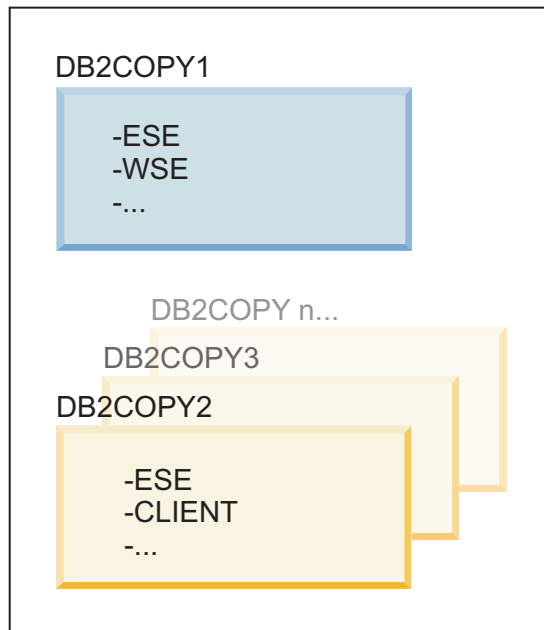 DB2COPY1
-ESE
-WSE
-...
DB2COPY n...
DB2COPY3
DB2COPY2
-ESE
-CLIENT
-...